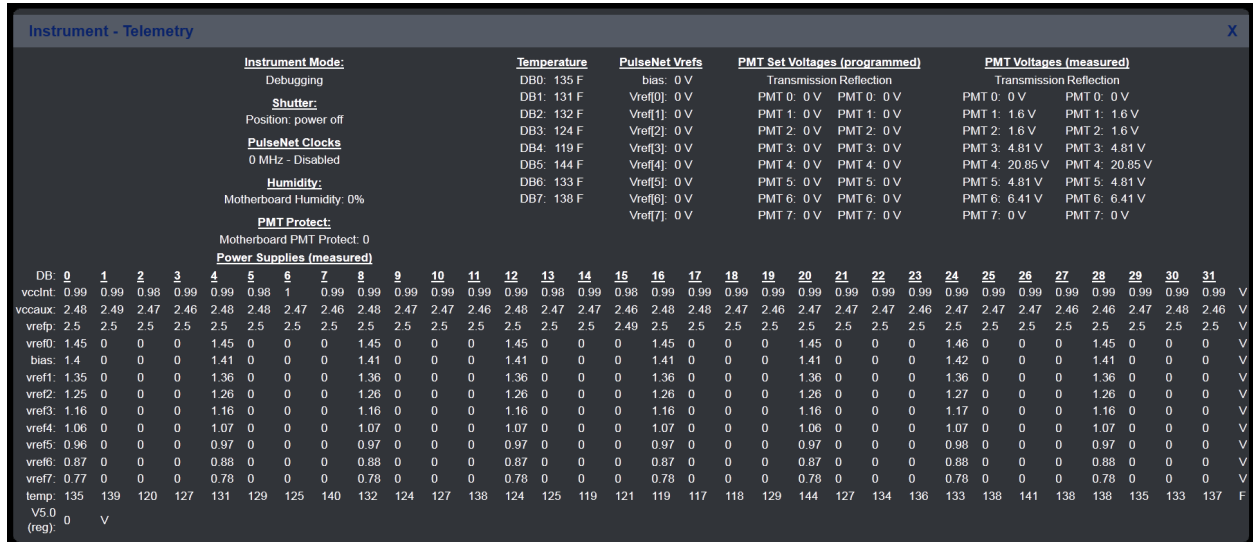 Instrument - Telemetry X
Instrument Mode:
Debugging
Shutter:
Position: power off
PulseNet Clocks
0 MHz - Disabled
Humidity:
Motherboard Humidity: 0%
PMT Protect:
Motherboard PMT Protect: 0
Temperature
DB0: 135 F
DB1: 131 F
DB2: 132 F
DB3: 124 F
DB4: 119 F
DB5: 144 F
DB6: 133 F
DB7: 138 F
PulseNet Vrefs
bias: 0 V
Vref[0]: 0 V
Vref[1]: 0 V
Vref[2]: 0 V
Vref[3]: 0 V
Vref[4]: 0 V
Vref[5]: 0 V
Vref[6]: 0 V
Vref[7]: 0 V
PMT Set Voltages (programmed)
Transmission Reflection
PMT 0: 0 V PMT 0: 0 V
PMT 1: 0 V PMT 1: 0 V
PMT 2: 0 V PMT 2: 0 V
PMT 3: 0 V PMT 3: 0 V
PMT 4: 0 V PMT 4: 0 V
PMT 5: 0 V PMT 5: 0 V
PMT 6: 0 V PMT 6: 0 V
PMT 7: 0 V PMT 7: 0 V
PMT Voltages (measured)
Transmission Reflection
PMT 0: 0 V PMT 0: 0 V
PMT 1: 1.6 V PMT 1: 1.6 V
PMT 2: 1.6 V PMT 2: 1.6 V
PMT 3: 4.81 V PMT 3: 4.81 V
PMT 4: 20.85 V PMT 4: 20.85 V
PMT 5: 4.81 V PMT 5: 4.81 V
PMT 6: 6.41 V PMT 6: 6.41 V
PMT 7: 0 V PMT 7: 0 V
Power Supplies (measured)
DB: 0 1 2 3 4 5 6 7 8 9 10 11 12 13 14 15 16 17 18 19 20 21 22 23 24 25 26 27 28 29 30 31
vccInt: 0.99 0.99 0.98 0.99 0.99 0.98 1 0.99 0.99 0.99 0.99 0.99 0.99 0.98 0.99 0.98 0.99 0.99 0.99 0.99 0.99 0.99 0.99 0.99 0.99 0.99 0.99 0.99 0.99 0.99 0.99 0.99 V
vccaux: 2.48 2.49 2.47 2.46 2.48 2.48 2.47 2.46 2.48 2.47 2.47 2.46 2.48 2.47 2.47 2.46 2.48 2.47 2.48 2.46 2.48 2.47 2.47 2.46 2.47 2.46 2.47 2.46 2.46 2.47 2.48 2.46 V
vrefp: 2.5 2.5 2.5 2.5 2.5 2.5 2.5 2.5 2.5 2.5 2.5 2.5 2.5 2.5 2.5 2.49 2.5 2.5 2.5 2.5 2.5 2.5 2.5 2.5 2.5 2.5 2.5 2.5 2.5 2.5 2.5 2.5 V
vref0: 1.45 0 0 0 1.45 0 0 0 1.45 0 0 0 1.45 0 0 0 1.45 0 0 0 1.45 0 0 0 1.46 0 0 0 1.45 0 0 0 V
bias: 1.4 0 0 0 1.41 0 0 0 1.41 0 0 0 1.41 0 0 0 1.41 0 0 0 1.41 0 0 0 1.42 0 0 0 1.41 0 0 0 V
vref1: 1.35 0 0 0 1.36 0 0 0 1.36 0 0 0 1.36 0 0 0 1.36 0 0 0 1.36 0 0 0 1.36 0 0 0 1.36 0 0 0 V
vref2: 1.25 0 0 0 1.26 0 0 0 1.26 0 0 0 1.26 0 0 0 1.26 0 0 0 1.26 0 0 0 1.27 0 0 0 1.26 0 0 0 V
vref3: 1.16 0 0 0 1.16 0 0 0 1.16 0 0 0 1.16 0 0 0 1.16 0 0 0 1.16 0 0 0 1.17 0 0 0 1.16 0 0 0 V
vref4: 1.06 0 0 0 1.07 0 0 0 1.07 0 0 0 1.07 0 0 0 1.07 0 0 0 1.06 0 0 0 1.07 0 0 0 1.07 0 0 0 V
vref5: 0.96 0 0 0 0.97 0 0 0 0.97 0 0 0 0.97 0 0 0 0.97 0 0 0 0.97 0 0 0 0.98 0 0 0 0.97 0 0 0 V
vref6: 0.87 0 0 0 0.88 0 0 0 0.88 0 0 0 0.87 0 0 0 0.87 0 0 0 0.87 0 0 0 0.88 0 0 0 0.88 0 0 0 V
vref7: 0.77 0 0 0 0.78 0 0 0 0.78 0 0 0 0.78 0 0 0 0.78 0 0 0 0.78 0 0 0 0.78 0 0 0 0.78 0 0 0 V
temp: 135 139 120 127 131 129 125 140 132 124 127 138 124 125 119 121 119 117 118 129 144 127 134 136 133 138 141 138 138 135 133 137 F
V5.0
(reg): 0 V